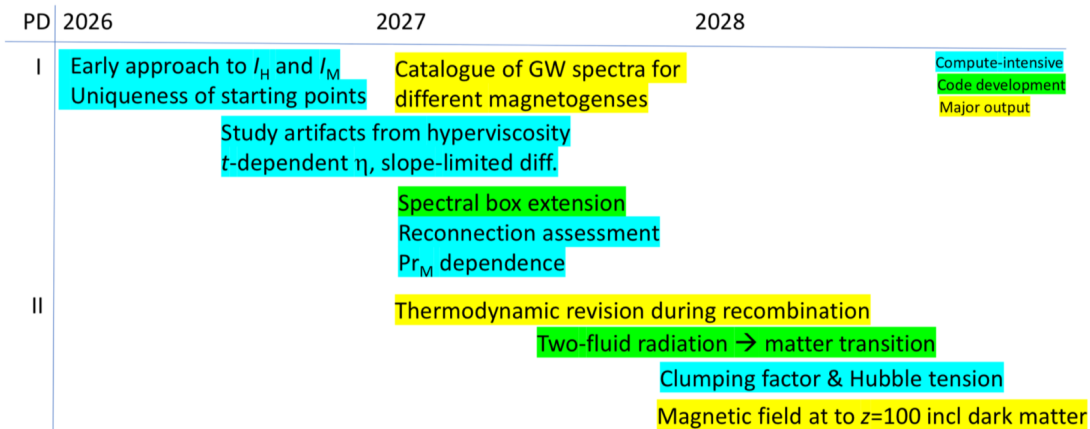 PD 2026 2027 2028
I Early approach to I_H and I_M Catalogue of GW spectra for Compute-intensive
Uniqueness of starting points different magnetogenses Code development
Major output
Study artifacts from hyperviscosity
t-dependent η, slope-limited diff.
Spectral box extension
Reconnection assessment
Pr_M dependence
II Thermodynamic revision during recombination
Two-fluid radiation → matter transition
Clumping factor & Hubble tension
Magnetic field at to z=100 incl dark matter